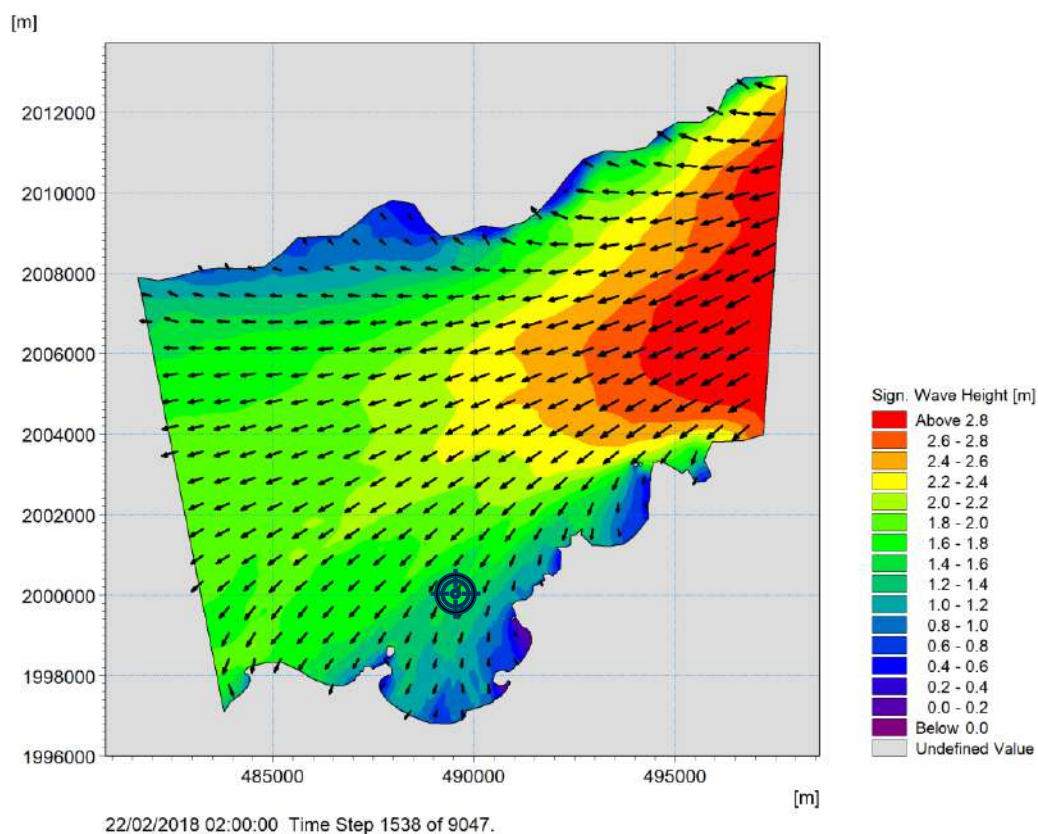 [m]
2012000
2010000
2008000
2006000
2004000
2002000
2000000
1998000
1996000
485000 490000 495000
[m]
22/02/2018 02:00:00 Time Step 1538 of 9047.
Sign. Wave Height [m]
Above 2.8
2.6 - 2.8
2.4 - 2.6
2.2 - 2.4
2.0 - 2.2
1.8 - 2.0
1.6 - 1.8
1.4 - 1.6
1.2 - 1.4
1.0 - 1.2
0.8 - 1.0
0.6 - 0.8
0.4 - 0.6
0.2 - 0.4
0.0 - 0.2
Below 0.0
Undefined Value